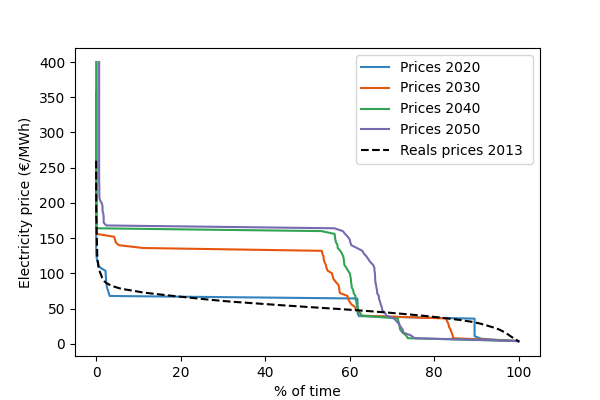 400
350
300
250
200
150
100
50
0
Electricity price (€/MWh)
Prices 2020
Prices 2030
Prices 2040
Prices 2050
Reals prices 2013
0 20 40 60 80 100
% of time